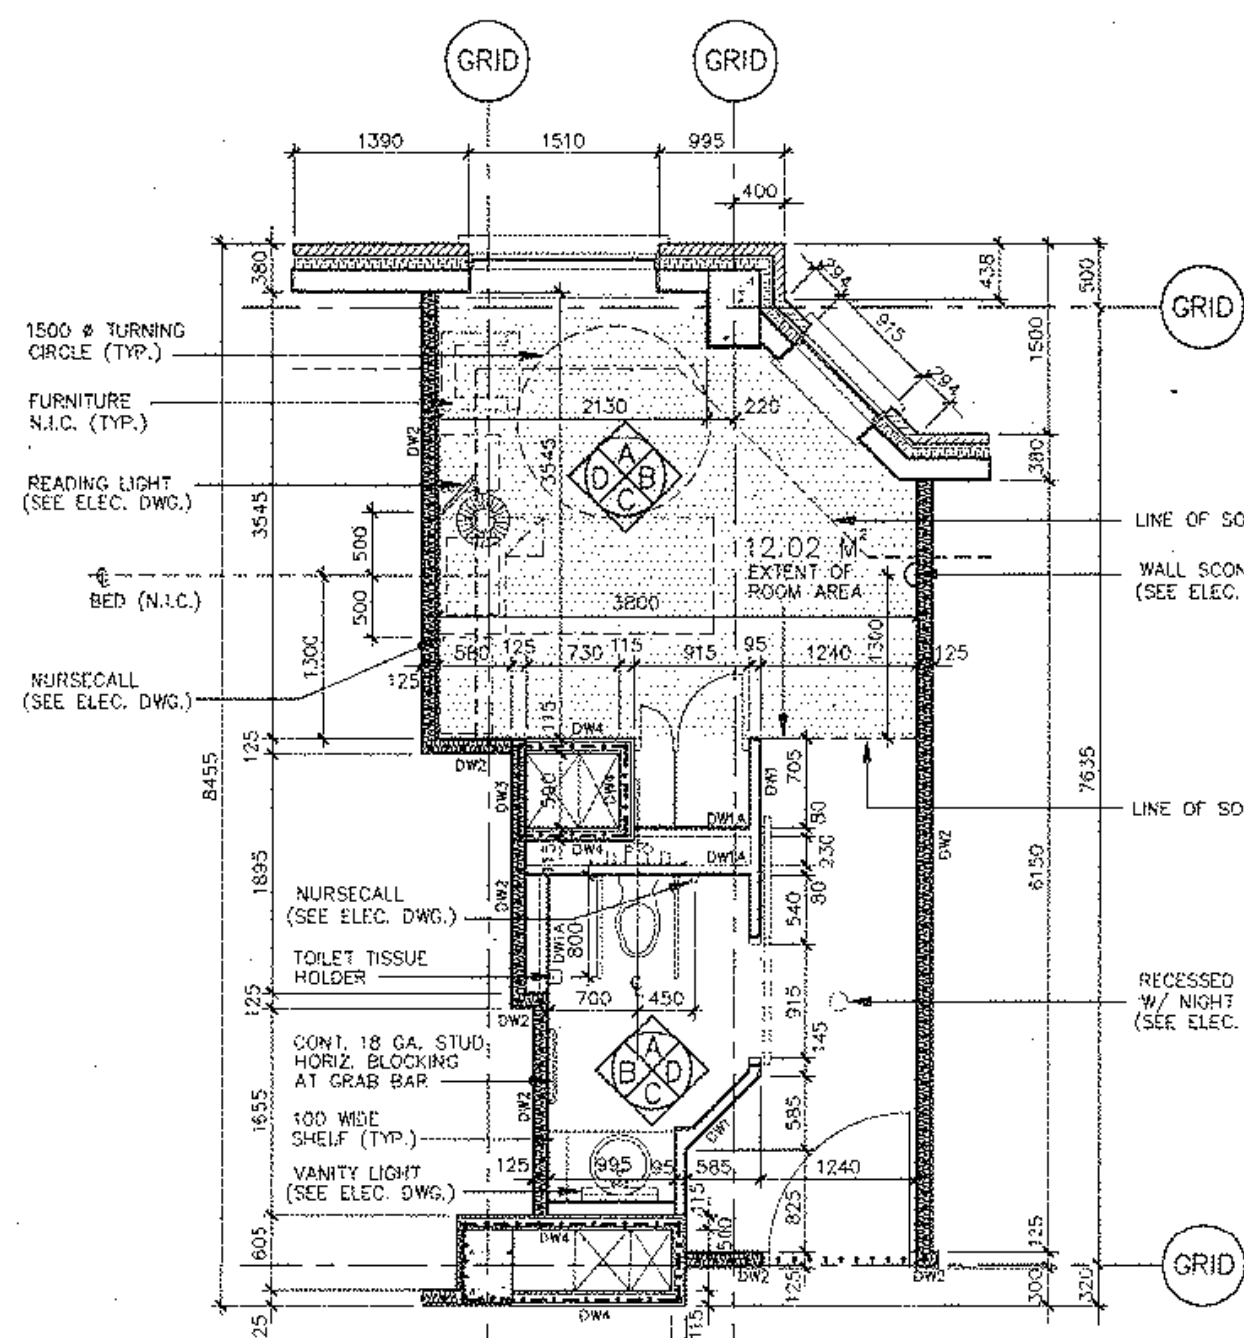 GRID
GRID
1390
1510
995
400
380
438
500
GRID
294
915
294
1500
380
1500 ø TURNING
CIRCLE (TYP.)
FURNITURE
N.I.C. (TYP.)
DW2
READING LIGHT
(SEE ELEC. DWG.)
2130
220
3545
A
D B
C
3545
500
500
LINE OF SO
12.02 M²
EXTENT OF
ROOM AREA
WALL SCON
(SEE ELEC.
BED (N.I.C.)
3800
1300
1300
580
125
730
115
915
95
1240
125
125
NURSECALL
(SEE ELEC. DWG.)
115
DW4
125
DW2
8455
7635
DW3
590
DW4
DW1
705
LINE OF SO
DW1A
80
DW4
DW1A
230
DW2
6150
1895
DW2
80
NURSECALL
(SEE ELEC. DWG.)
540
DW1A
800
TOILET TISSUE
HOLDER
700
450
915
RECESSED
W/ NIGHT
(SEE ELEC.
125
DW2
145
CONT. 18 GA. STUD
HORIZ. BLOCKING
AT GRAB BAR
A
B D
C
DW2
1655
100 WIDE
SHELF (TYP.)
DW1
585
VANITY LIGHT
(SEE ELEC. DWG.)
125
995
95
585
1240
115
825
605
DW4
500
125
GRID
DW2
125
DW2
300
320
DW4
25
115